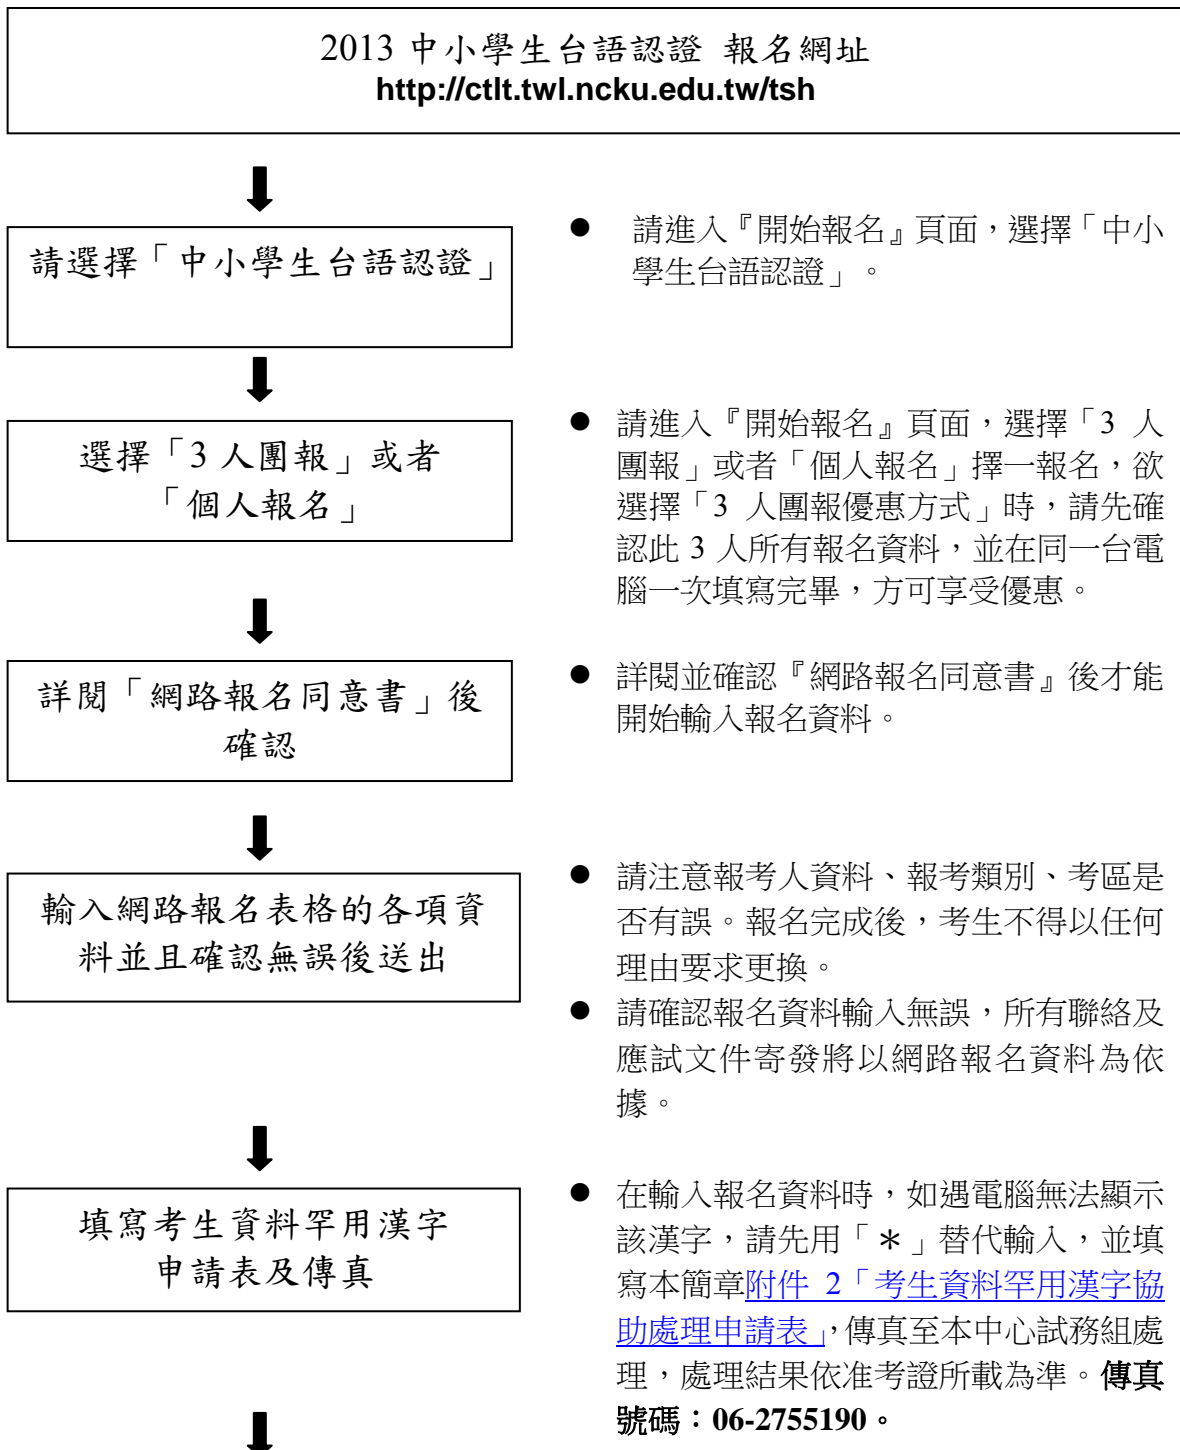 2013 中小學生台語認證 報名網址
http://ctlt.twl.ncku.edu.tw/tsh
請選擇「中小學生台語認證」
● 請進入『開始報名』頁面，選擇「中小
學生台語認證」。
選擇「3 人團報」或者
「個人報名」
● 請進入『開始報名』頁面，選擇「3 人
團報」或者「個人報名」擇一報名，欲
選擇「3 人團報優惠方式」時，請先確
認此 3 人所有報名資料，並在同一台電
腦一次填寫完畢，方可享受優惠。
詳閱「網路報名同意書」後
確認
● 詳閱並確認『網路報名同意書』後才能
開始輸入報名資料。
輸入網路報名表格的各項資
料並且確認無誤後送出
● 請注意報考人資料、報考類別、考區是
否有誤。報名完成後，考生不得以任何
理由要求更換。
● 請確認報名資料輸入無誤，所有聯絡及
應試文件寄發將以網路報名資料為依
據。
填寫考生資料罕用漢字
申請表及傳真
● 在輸入報名資料時，如遇電腦無法顯示
該漢字，請先用「＊」替代輸入，並填
寫本簡章附件 2「考生資料罕用漢字協
助處理申請表」，傳真至本中心試務組處
理，處理結果依准考證所載為準。傳真
號碼：06-2755190。